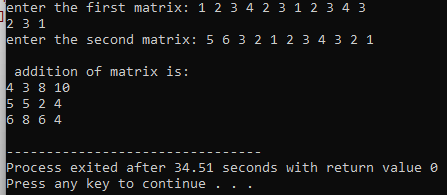 enter the first matrix: 1 2 3 4 2 3 1 2 3 4 3
2 3 1
enter the second matrix: 5 6 3 2 1 2 3 4 3 2 1
addition of matrix is:
4 3 8 10
5 5 2 4
6 8 6 4
--------------------------------
Process exited after 34.51 seconds with return value 0
Press any key to continue . . .